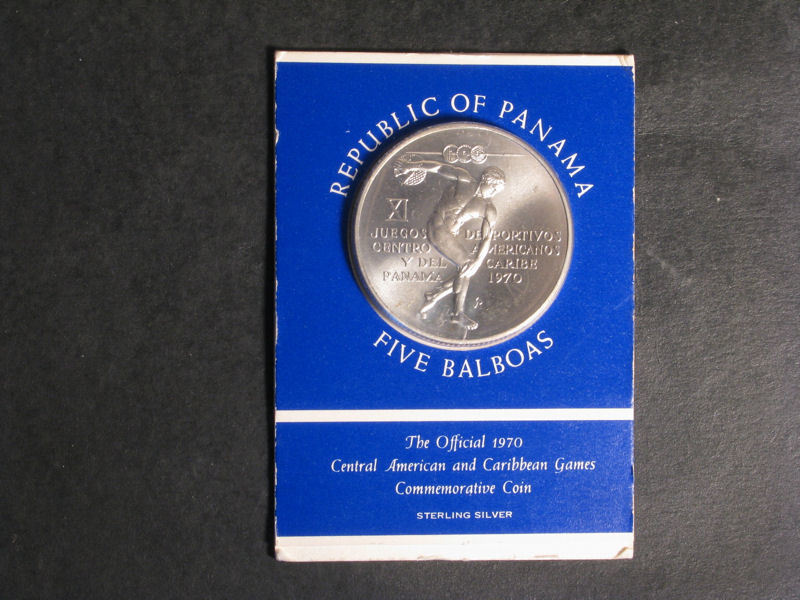 REPUBLIC OF PANAMA
XI
JUEGOS DEPORTIVOS
CENTRO AMERICANOS
Y DEL CARIBE
PANAMA 1970
FIVE BALBOAS
The Official 1970
Central American and Caribbean Games
Commemorative Coin
STERLING SILVER